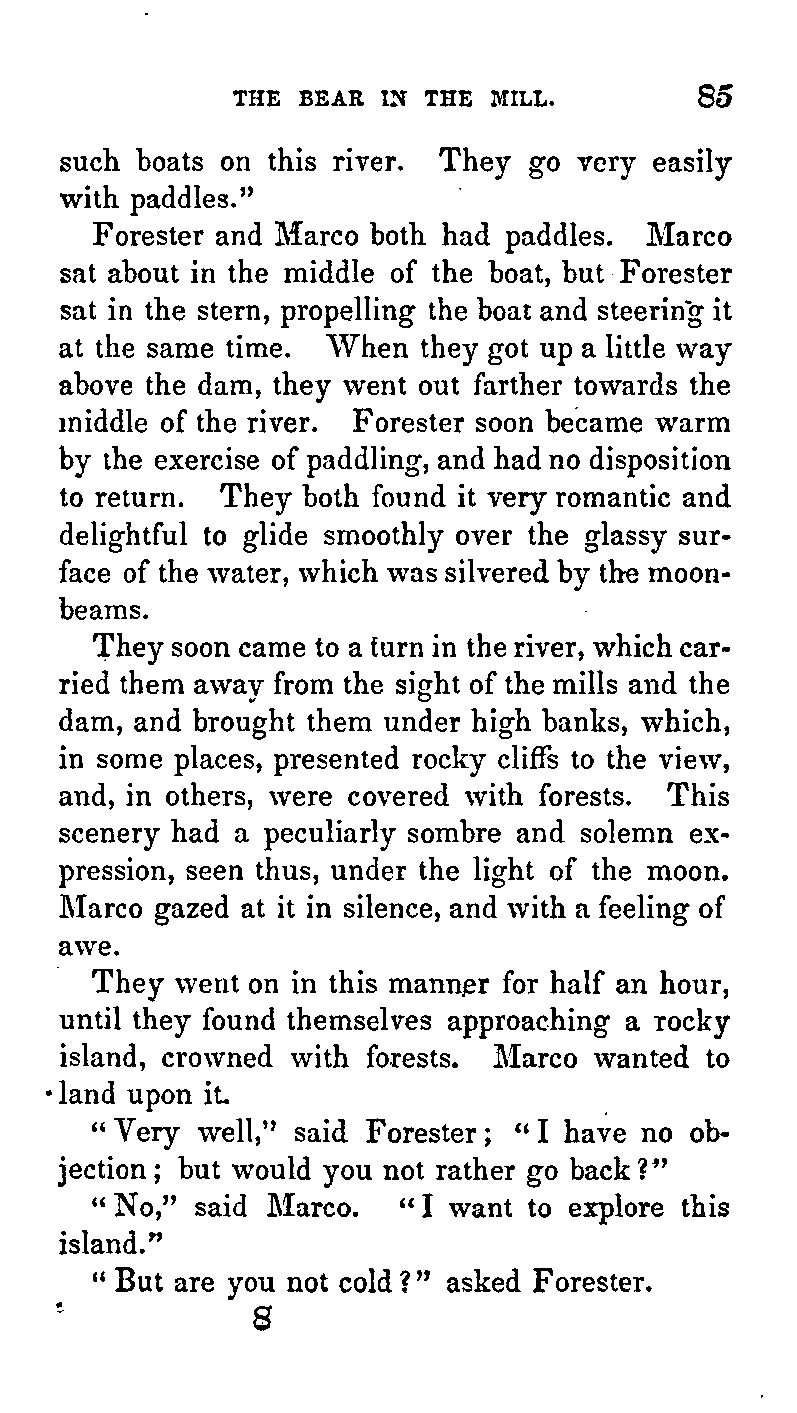 THE BEAR IN THE MILL. 85
such boats on this river. They go very easily
with paddles."
Forester and Marco both had paddles. Marco
sat about in the middle of the boat, but Forester
sat in the stern, propelling the boat and steering it
at the same time. When they got up a little way
above the dam, they went out farther towards the
middle of the river. Forester soon became warm
by the exercise of paddling, and had no disposition
to return. They both found it very romantic and
delightful to glide smoothly over the glassy sur-
face of the water, which was silvered by the moon-
beams.
They soon came to a turn in the river, which car-
ried them away from the sight of the mills and the
dam, and brought them under high banks, which,
in some places, presented rocky cliffs to the view,
and, in others, were covered with forests. This
scenery had a peculiarly sombre and solemn ex-
pression, seen thus, under the light of the moon.
Marco gazed at it in silence, and with a feeling of
awe.
They went on in this manner for half an hour,
until they found themselves approaching a rocky
island, crowned with forests. Marco wanted to
land upon it.
"Very well," said Forester; "I have no ob-
jection; but would you not rather go back?"
"No," said Marco. "I want to explore this
island."
"But are you not cold?" asked Forester.
8